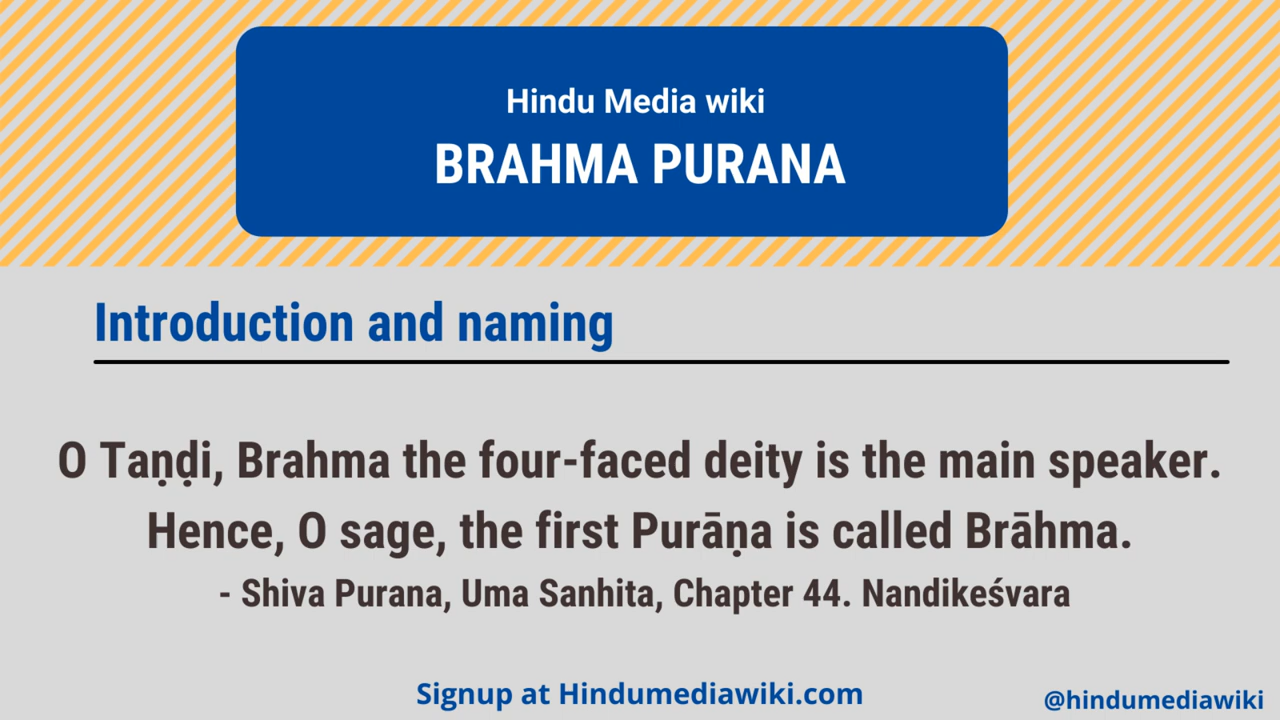 Hindu Media wiki
BRAHMA PURANA
Introduction and naming
O Taṇḍi, Brahma the four-faced deity is the main speaker.
Hence, O sage, the first Purāṇa is called Brāhma.
- Shiva Purana, Uma Sanhita, Chapter 44. Nandikeśvara
Signup at Hindumediawiki.com
@hindumediawiki